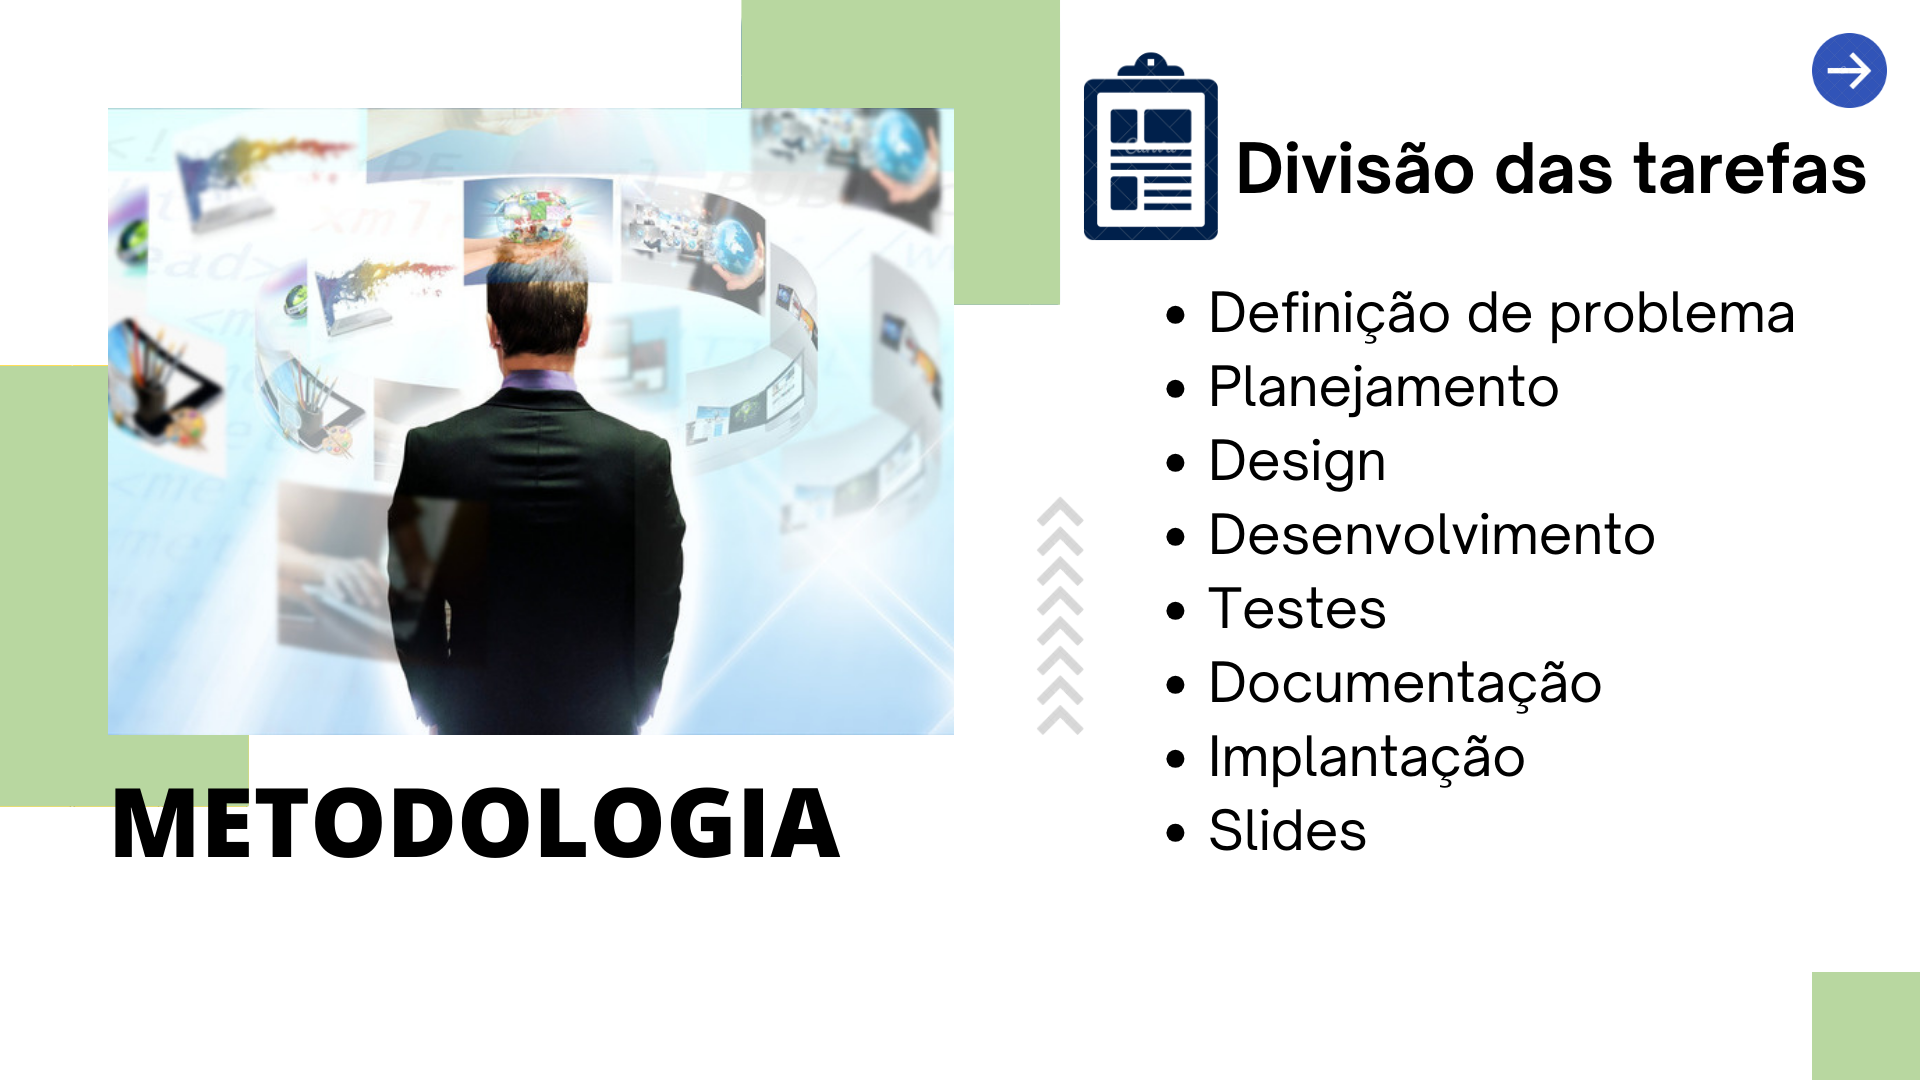 Divisão das tarefas
Definição de problema
Planejamento
Design
Desenvolvimento
Testes
Documentação
Implantação
Slides
METODOLOGIA